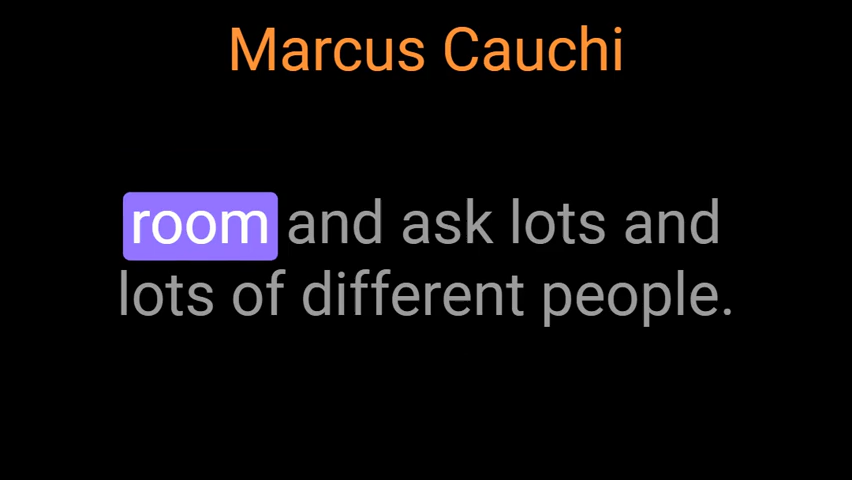 Marcus Cauchi
room and ask lots and
lots of different people.